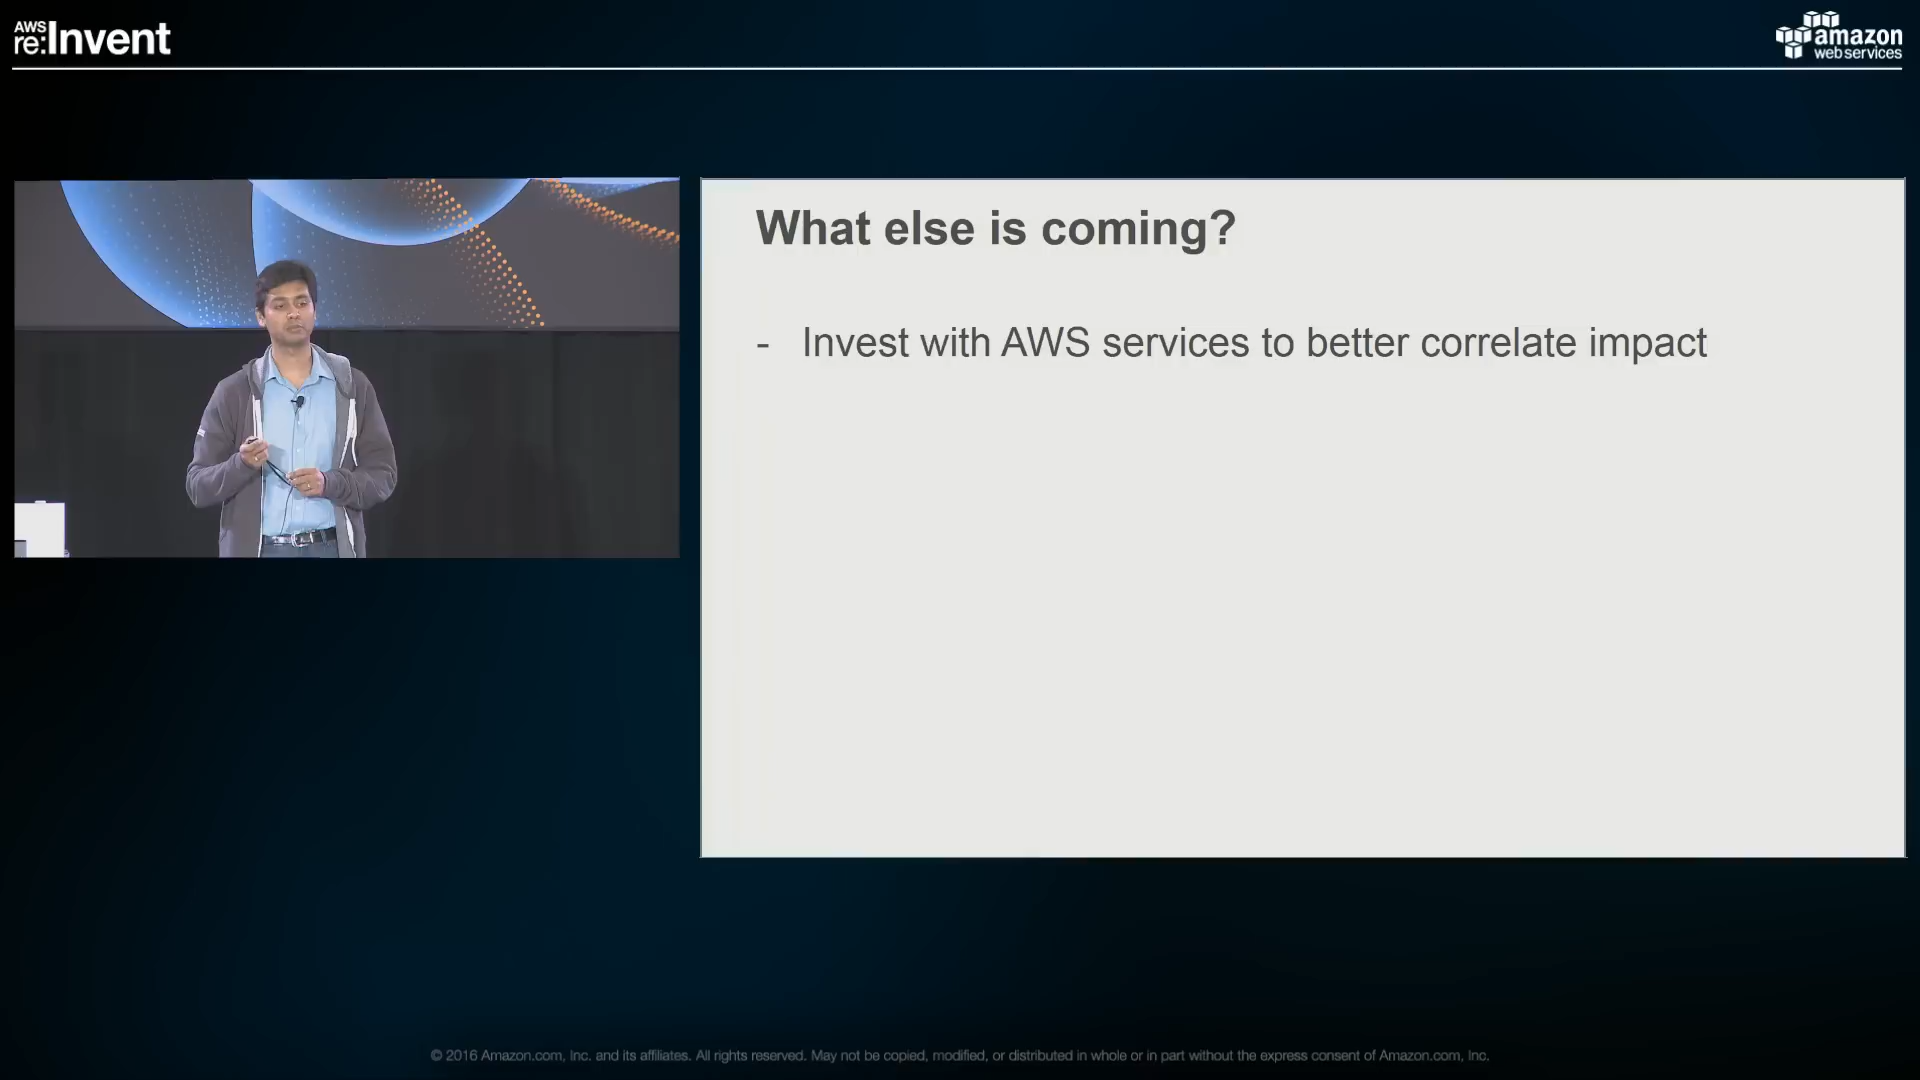 AWS
re:Invent
amazon
web services
What else is coming?
- Invest with AWS services to better correlate impact
© 2016 Amazon.com, Inc. and its affiliates. All rights reserved. May not be copied, modified, or distributed in whole or in part without the express consent of Amazon.com, Inc.